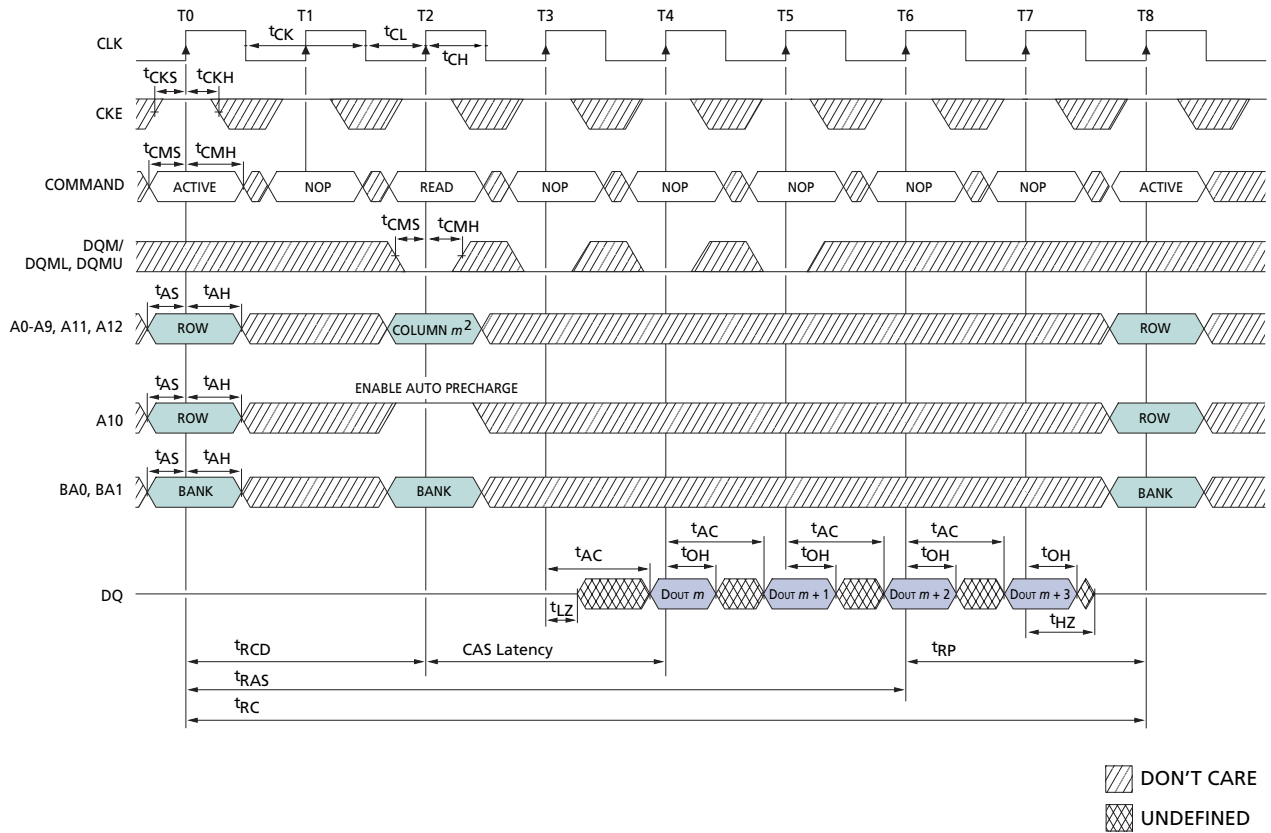 T0 T1 T2 T3 T4 T5 T6 T7 T8
CLK tCK tCL tCH
tCKS tCKH
CKE
tCMS tCMH
COMMAND ACTIVE NOP READ NOP NOP NOP NOP NOP ACTIVE
tCMS tCMH
DQM/
DQML, DQMU
tAS tAH
A0-A9, A11, A12 ROW COLUMN m2 ROW
tAS tAH ENABLE AUTO PRECHARGE
A10 ROW ROW
tAS tAH
BA0, BA1 BANK BANK BANK
tAC tAC tAC tAC
tOH tOH tOH tOH
DQ DOUT m DOUT m + 1 DOUT m + 2 DOUT m + 3
tLZ tHZ
tRCD CAS Latency tRP
tRAS
tRC
DON'T CARE
UNDEFINED